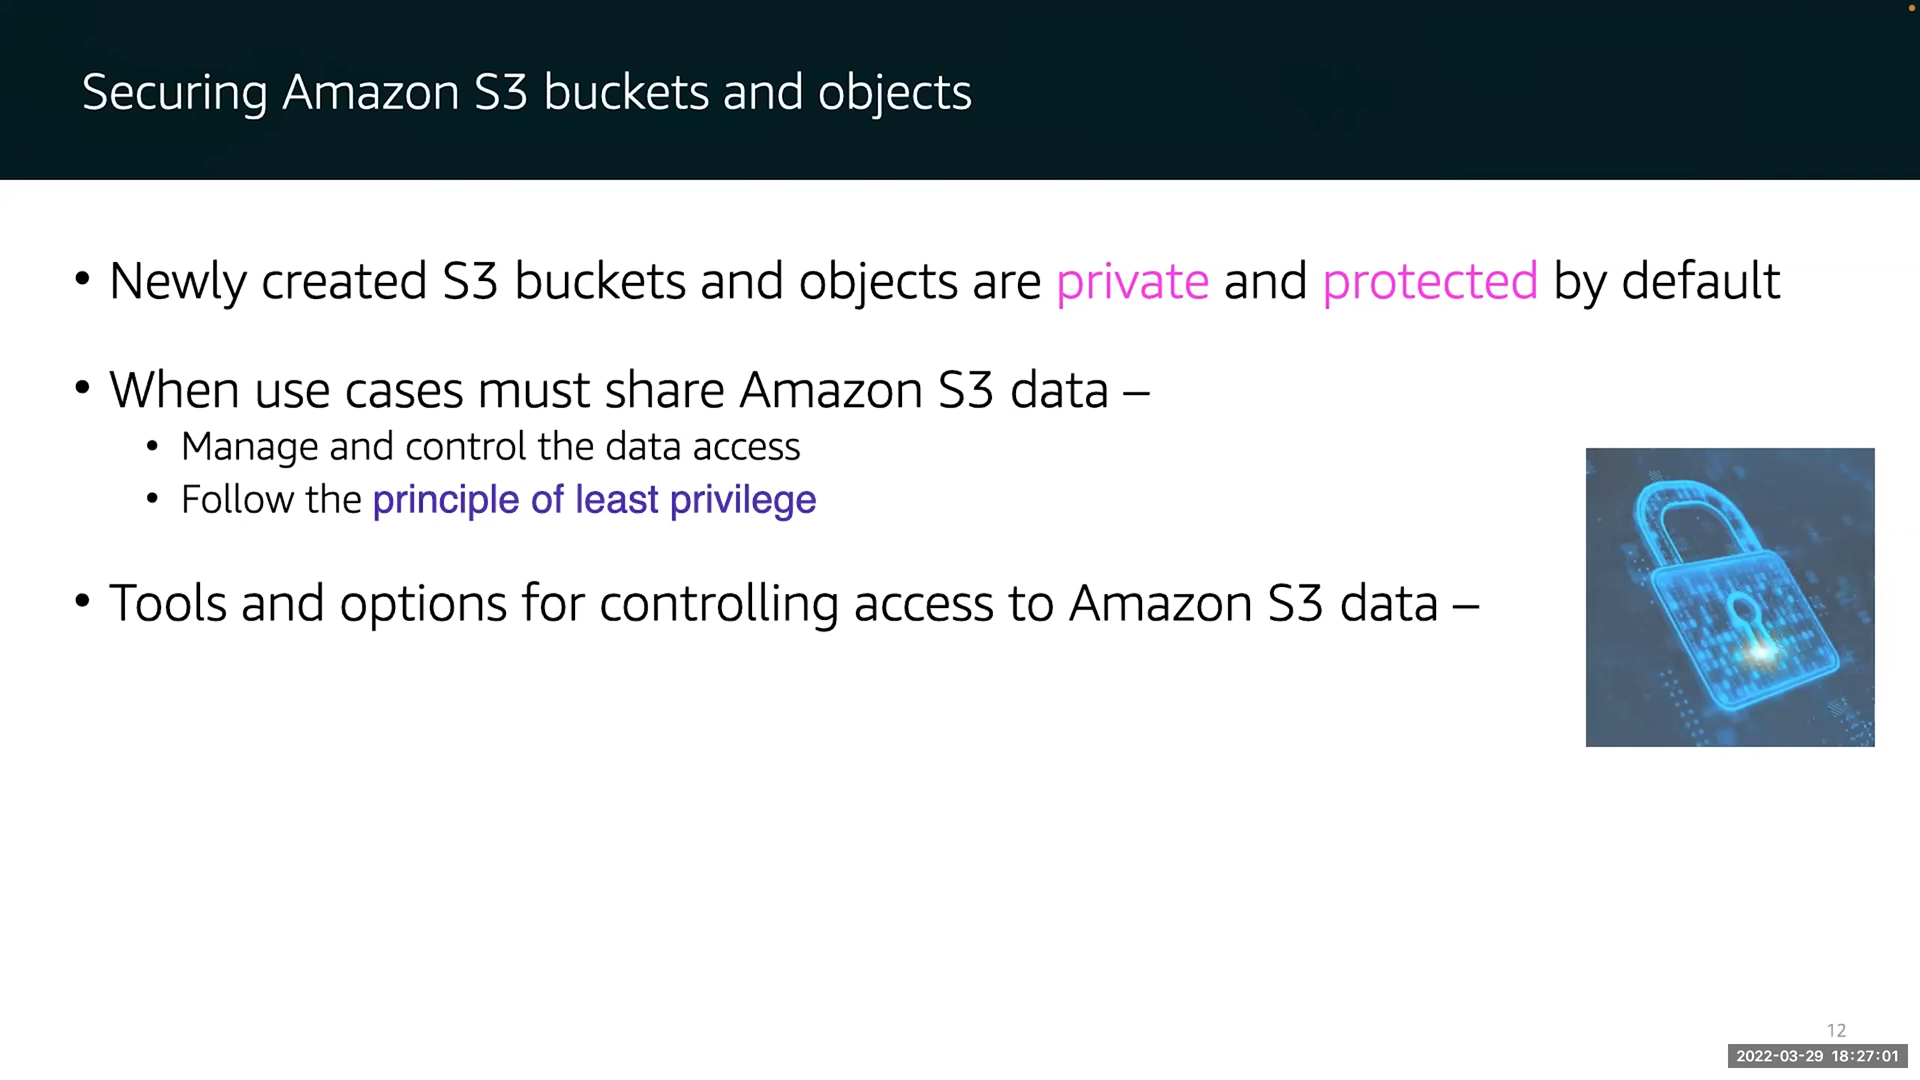 Securing Amazon S3 buckets and objects
• Newly created S3 buckets and objects are private and protected by default
• When use cases must share Amazon S3 data –
• Manage and control the data access
• Follow the principle of least privilege
• Tools and options for controlling access to Amazon S3 data –
12
2022-03-29 18:27:01